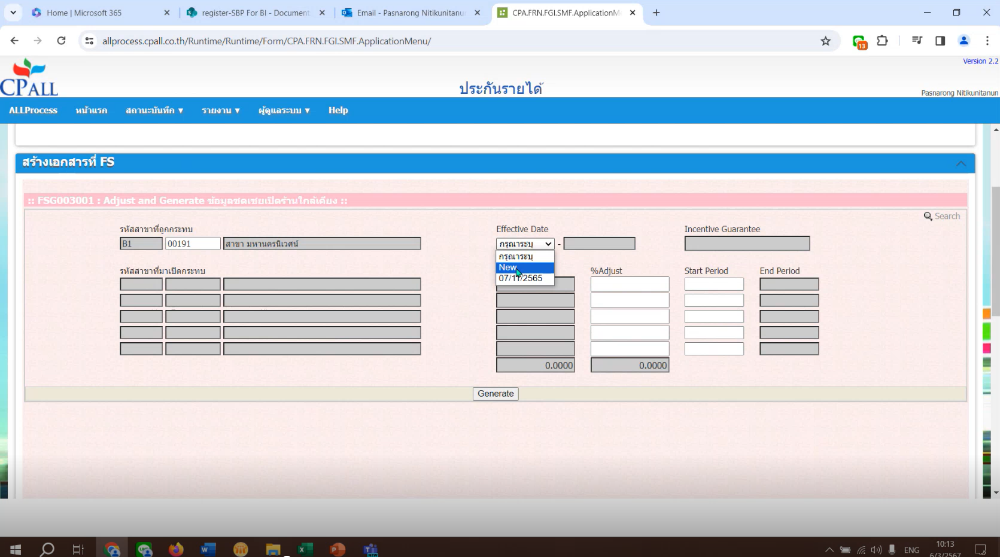 Home | Microsoft 365
register-SBP For BI - Document
Email - Pasnarong Nitikunitanun
CPA.FRN.FGI.SMF.ApplicationM
allprocess.cpall.co.th/Runtime/Runtime/Form/CPA.FRN.FGI.SMF.ApplicationMenu/
13
Version 2.2
CPALL
ประกันรายได้
Pasnarong Nitikunitanun
ALLProcess หน้าแรก สถานะบันทึก ▼ รายงาน ▼ ผู้ดูแลระบบ ▼ Help
สร้างเอกสารที่ FS
:: FSG003001 : Adjust and Generate ข้อมูลชดเชยเปิดร้านใกล้เคียง ::
Search
รหัสสาขาที่ถูกกระทบ Effective Date Incentive Guarantee
B1 00191 สาขา มหานครนิเวศน์ กรุณาระบุ -
กรุณาระบุ
New
07/11/2565
รหัสสาขาที่มาเปิดกระทบ %Adjust Start Period End Period
0.0000 0.0000
Generate
ENG
10:13
6/3/2567
NEW